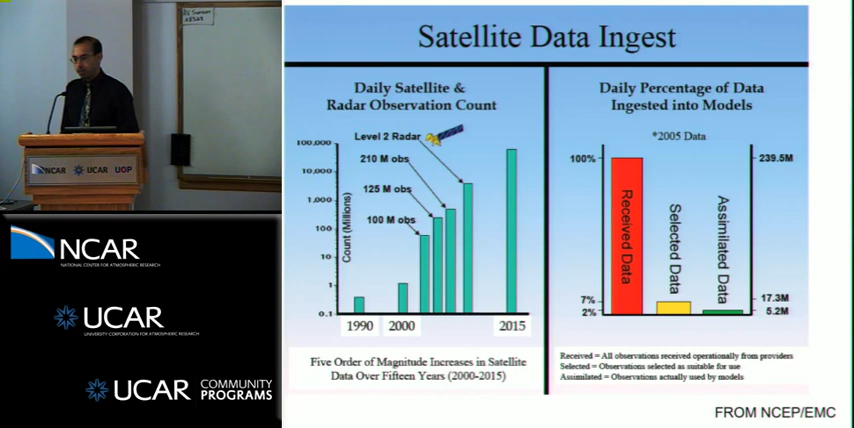 NCAR UCAR UOP
NCAR
NATIONAL CENTER FOR ATMOSPHERIC RESEARCH
UCAR
UNIVERSITY CORPORATION FOR ATMOSPHERIC RESEARCH
UCAR COMMUNITY
PROGRAMS
Satellite Data Ingest
Daily Satellite &
Radar Observation Count
Level 2 Radar
210 M obs
125 M obs
100 M obs
Count (Millions)
100,000
10,000
1,000
100
10
1
0.1
1990
2000
2015
Five Order of Magnitude Increases in Satellite
Data Over Fifteen Years (2000-2015)
Daily Percentage of Data
Ingested into Models
*2005 Data
100%
239.5M
Received Data
Selected Data
Assimilated Data
7%
17.3M
2%
5.2M
Received = All observations received operationally from providers
Selected = Observations selected as suitable for use
Assimilated = Observations actually used by models
FROM NCEP/EMC